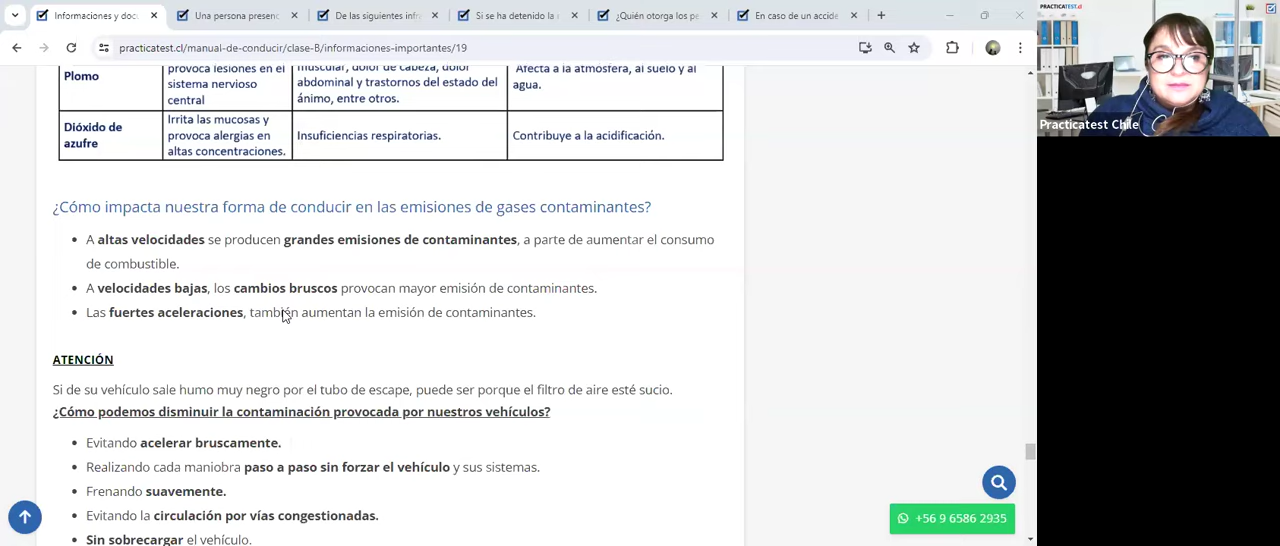 Informaciones y doc
Una persona presenc
De las siguientes infra
Si se ha detenido la
¿Quién otorga los pe
En caso de un accide
practicatest.cl/manual-de-conducir/clase-B/informaciones-importantes/19
PRACTICATEST.cl
Practicatest Chile
Plomo
provoca lesiones en el
sistema nervioso
central
muscular, dolor de cabeza,
abdominal y trastornos del estado del
ánimo, entre otros.
Afecta a la atmósfera, al suelo y al
agua.
Dióxido de
azufre
Irrita las mucosas y
provoca alergias en
altas concentraciones.
Insuficiencias respiratorias.
Contribuye a la acidificación.
¿Cómo impacta nuestra forma de conducir en las emisiones de gases contaminantes?
A altas velocidades se producen grandes emisiones de contaminantes, a parte de aumentar el consumo
de combustible.
A velocidades bajas, los cambios bruscos provocan mayor emisión de contaminantes.
Las fuertes aceleraciones, también aumentan la emisión de contaminantes.
ATENCIÓN
Si de su vehículo sale humo muy negro por el tubo de escape, puede ser porque el filtro de aire esté sucio.
¿Cómo podemos disminuir la contaminación provocada por nuestros vehículos?
Evitando acelerar bruscamente.
Realizando cada maniobra paso a paso sin forzar el vehículo y sus sistemas.
Frenando suavemente.
Evitando la circulación por vías congestionadas.
Sin sobrecargar el vehículo.
+56 9 6586 2935